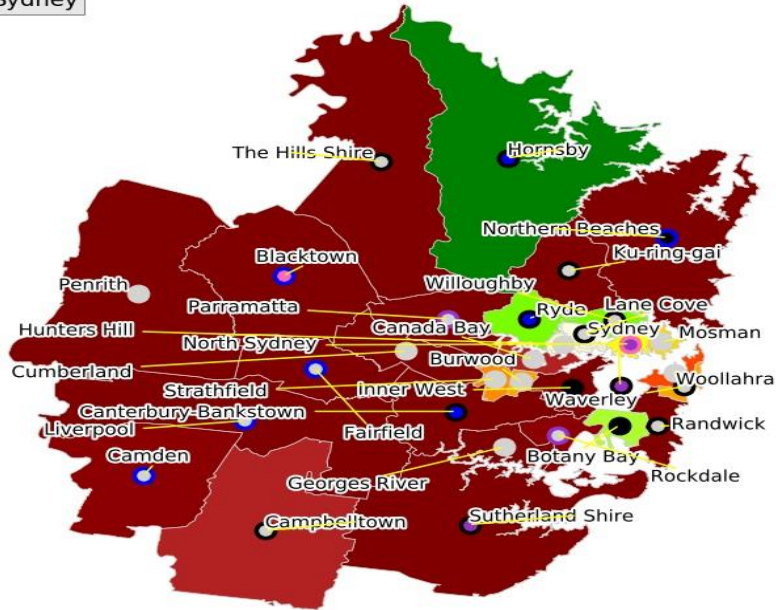 Sydney
The Hills Shire
Hornsby
Northern Beaches
Blacktown
Ku-ring-gai
Penrith
Willoughby
Parramatta
Ryde
Lane Cove
Hunters Hill
Canada Bay
Sydney
Mosman
North Sydney
Burwood
Cumberland
Strathfield
Inner West
Woollahra
Waverley
Canterbury-Bankstown
Liverpool
Fairfield
Randwick
Camden
Botany Bay
Rockdale
Georges River
Campbelltown
Sutherland Shire